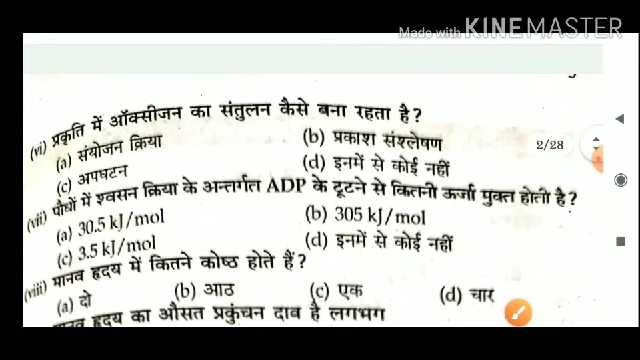 Made with KINEMASTER
(vi) प्रकृति में ऑक्सीजन का संतुलन कैसे बना रहता है?
(a) संयोजन क्रिया (b) प्रकाश संश्लेषण
(c) अपघटन (d) इनमें से कोई नहीं
2/28
(vii) पौधों में श्वसन क्रिया के अन्तर्गत ADP के टूटने से कितनी ऊर्जा मुक्त होती है?
(a) 30.5 kJ/mol (b) 305 kJ/mol
(c) 3.5 kJ/mol (d) इनमें से कोई नहीं
(viii) मानव हृदय में कितने कोष्ठ होते हैं?
(a) दो (b) आठ (c) एक (d) चार
हृदय का औसत प्रकुंचन दाब है लगभग